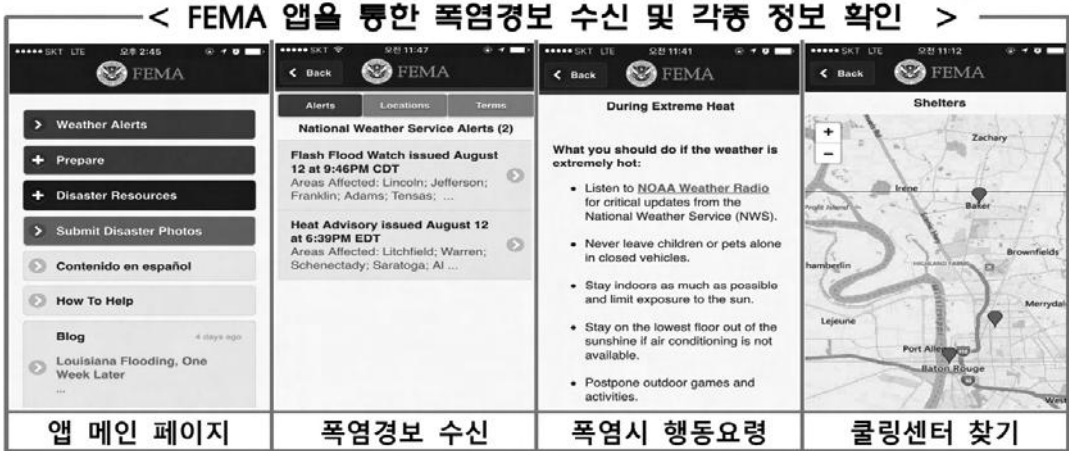 < FEMA 앱을 통한 폭염경보 수신 및 각종 정보 확인 >
SKT LTE 오후 2:45
FEMA
Weather Alerts
Prepare
Disaster Resources
Submit Disaster Photos
Contenido en español
How To Help
Blog 4 days ago
Louisiana Flooding, One
Week Later
...
앱 메인 페이지
SKT 오전 11:47
Back FEMA
Alerts Locations Terms
National Weather Service Alerts (2)
Flash Flood Watch issued August
12 at 9:46PM CDT
Areas Affected: Lincoln; Jefferson;
Franklin; Adams; Tensas; ...
Heat Advisory issued August 12
at 6:39PM EDT
Areas Affected: Litchfield; Warren;
Schenectady; Saratoga; Al ...
폭염경보 수신
SKT LTE 오전 11:41
Back FEMA
During Extreme Heat
What you should do if the weather is
extremely hot:
• Listen to NOAA Weather Radio
for critical updates from the
National Weather Service (NWS).
• Never leave children or pets alone
in closed vehicles.
• Stay indoors as much as possible
and limit exposure to the sun.
• Stay on the lowest floor out of the
sunshine if air conditioning is not
available.
• Postpone outdoor games and
activities.
폭염시 행동요령
SKT LTE 오전 11:12
Back FEMA
Shelters
+
−
Zachary
Irene
Baker
Brownfields
hamberlin
Merrydal
Lejeune
Port Allen
Baton Rouge
West
쿨링센터 찾기